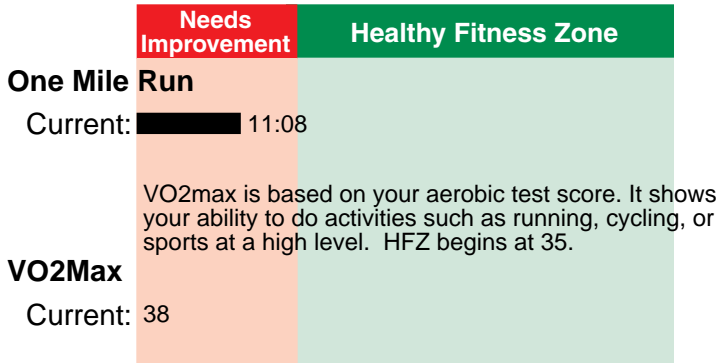 Needs
Improvement
Healthy Fitness Zone
One Mile Run
Current: 11:08
VO2max is based on your aerobic test score. It shows
your ability to do activities such as running, cycling, or
sports at a high level.  HFZ begins at 35.
VO2Max
Current: 38